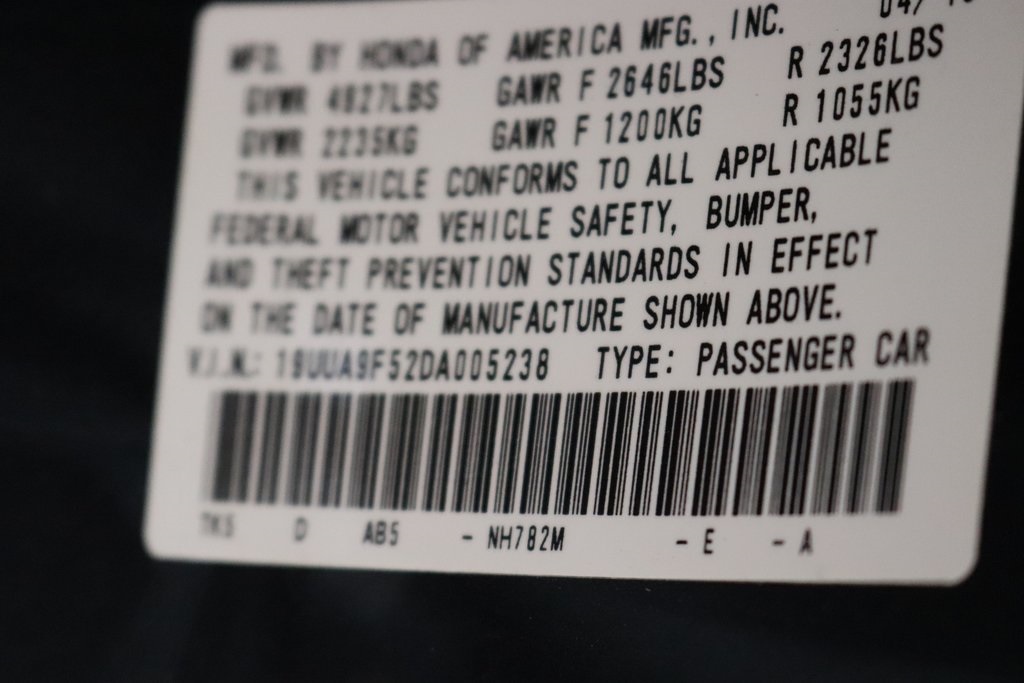 MFD. BY HONDA OF AMERICA MFG., INC. 04/
GVWR 4927LBS GAWR F 2646LBS R 2326LBS
GVWR 2235KG GAWR F 1200KG R 1055KG
THIS VEHICLE CONFORMS TO ALL APPLICABLE
FEDERAL MOTOR VEHICLE SAFETY, BUMPER,
AND THEFT PREVENTION STANDARDS IN EFFECT
ON THE DATE OF MANUFACTURE SHOWN ABOVE.
V.I.N.: 19UUA9F52DA005238 TYPE: PASSENGER CAR
TK5 D AB5 - NH782M - E - A